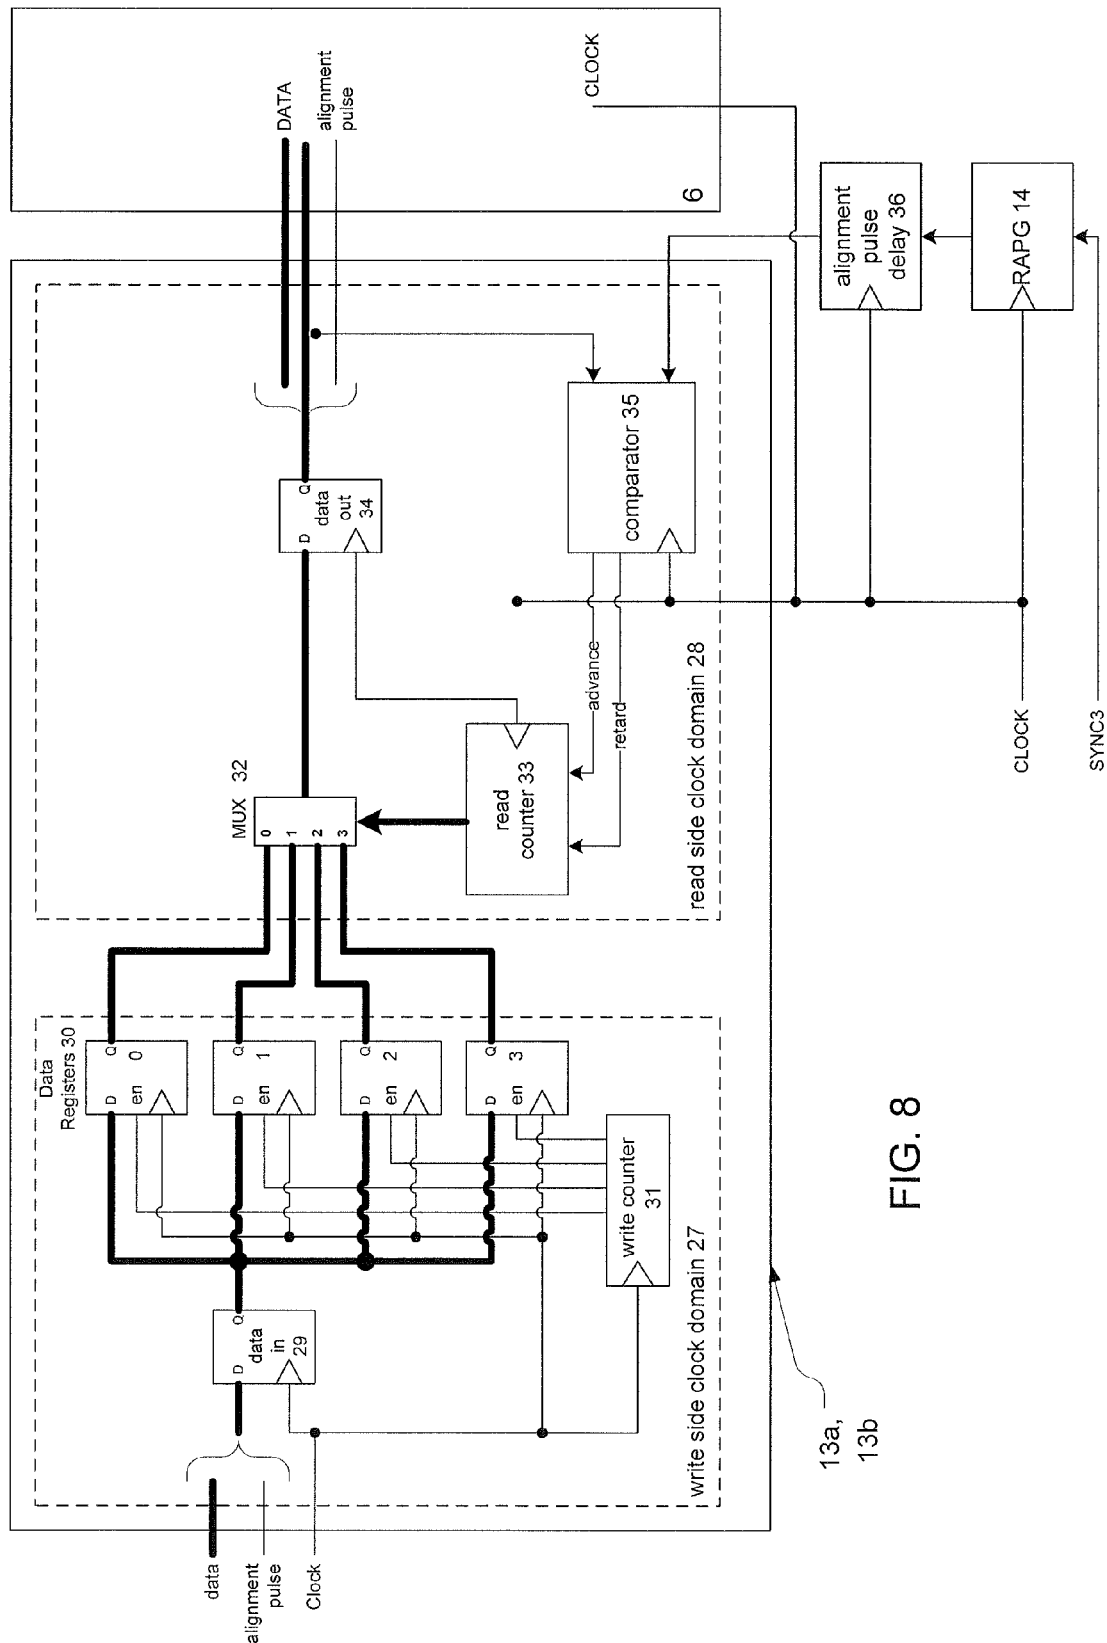 data
alignment
pulse
Clock
D
Q
data
in
29
Data
Registers 30
D
Q
en
0
D
Q
en
1
D
Q
en
2
D
Q
en
3
write counter
31
write side clock domain 27
MUX 32
0
1
2
3
read
counter 33
D
Q
data
out
34
advance
retard
comparator 35
read side clock domain 28
DATA
alignment
pulse
CLOCK
6
alignment
pulse
delay 36
RAPG 14
CLOCK
SYNC3
13a,
13b
FIG. 8